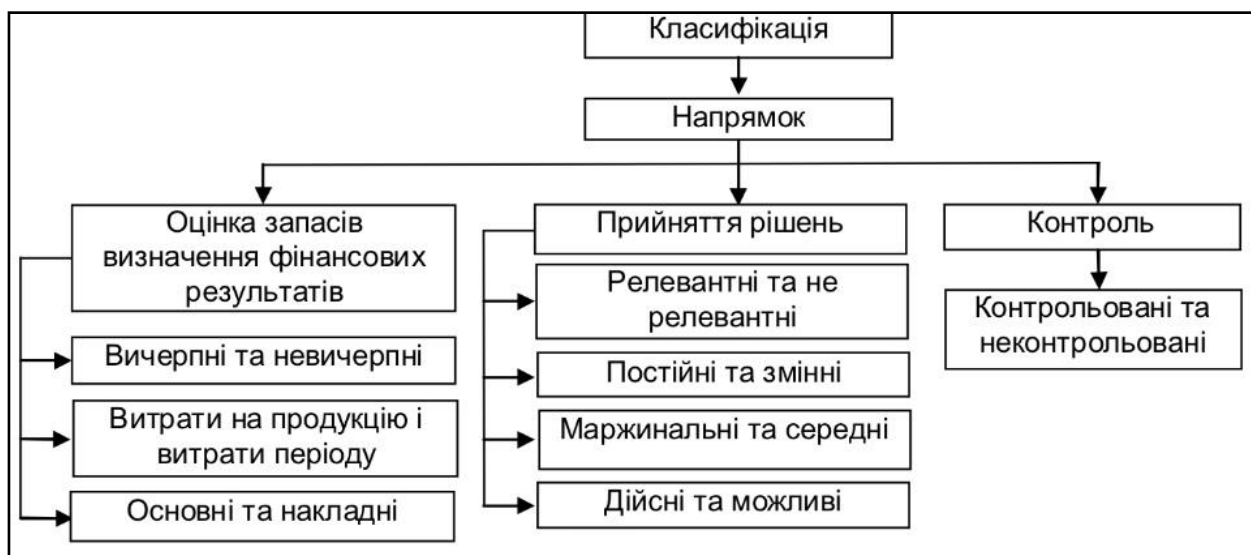 Класифікація
Напрямок
Оцінка запасів
визначення фінансових
результатів
Вичерпні та невичерпні
Витрати на продукцію і
витрати періоду
Основні та накладні
Прийняття рішень
Релевантні та не
релевантні
Постійні та змінні
Маржинальні та середні
Дійсні та можливі
Контроль
Контрольовані та
неконтрольовані